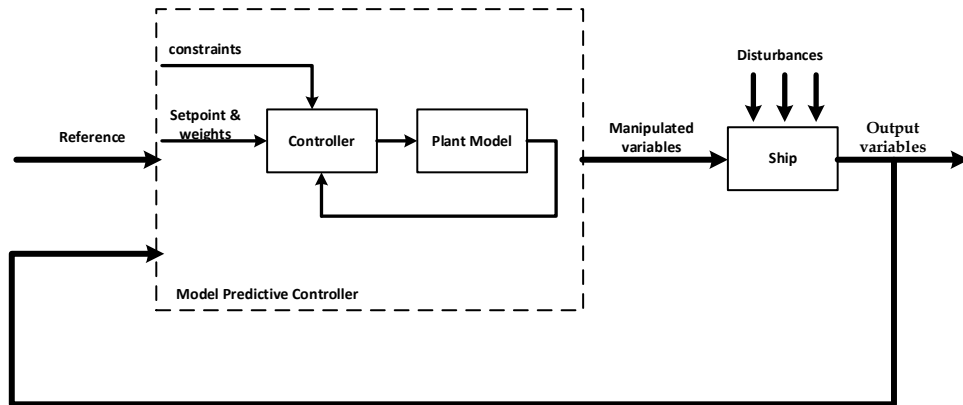 constraints
Disturbances
Setpoint &
weights
Reference
Controller
Plant Model
Manipulated
variables
Ship
Output
variables
Model Predictive Controller